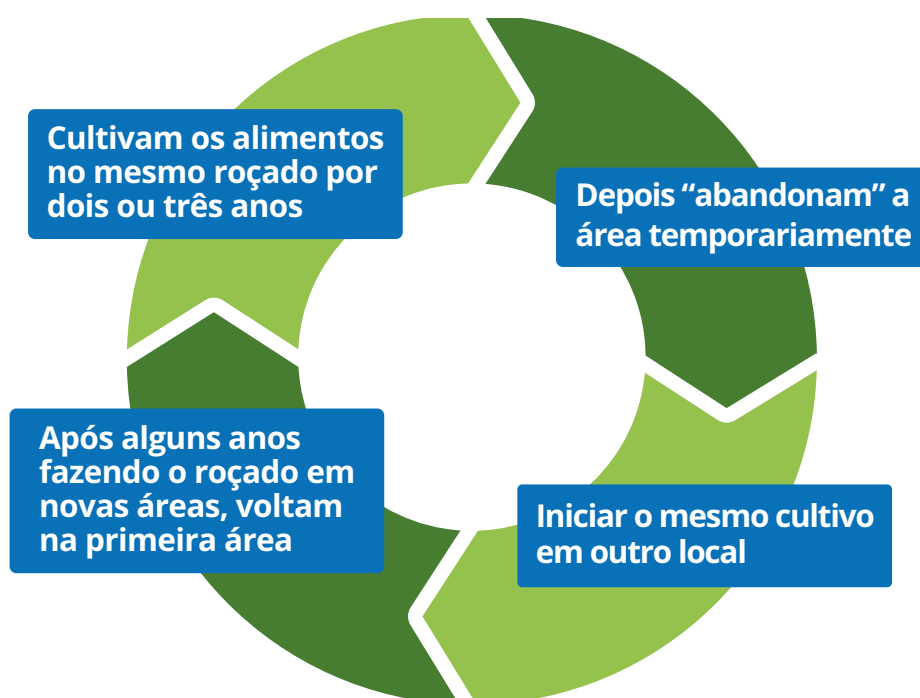 Cultivam os alimentos
no mesmo roçado por
dois ou três anos
Depois “abandonam” a
área temporariamente
Iniciar o mesmo cultivo
em outro local
Após alguns anos
fazendo o roçado em
novas áreas, voltam
na primeira área